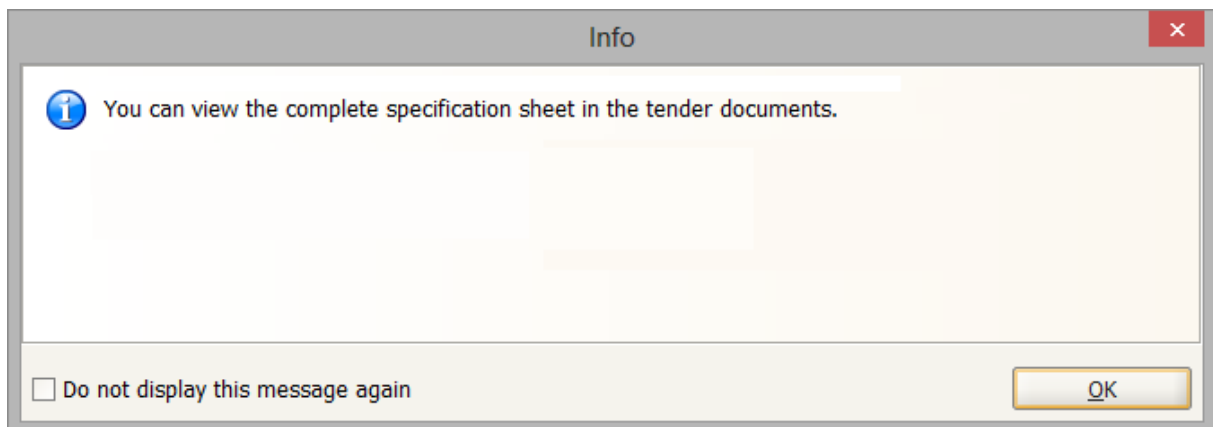 Info
You can view the complete specification sheet in the tender documents.
Do not display this message again
OK